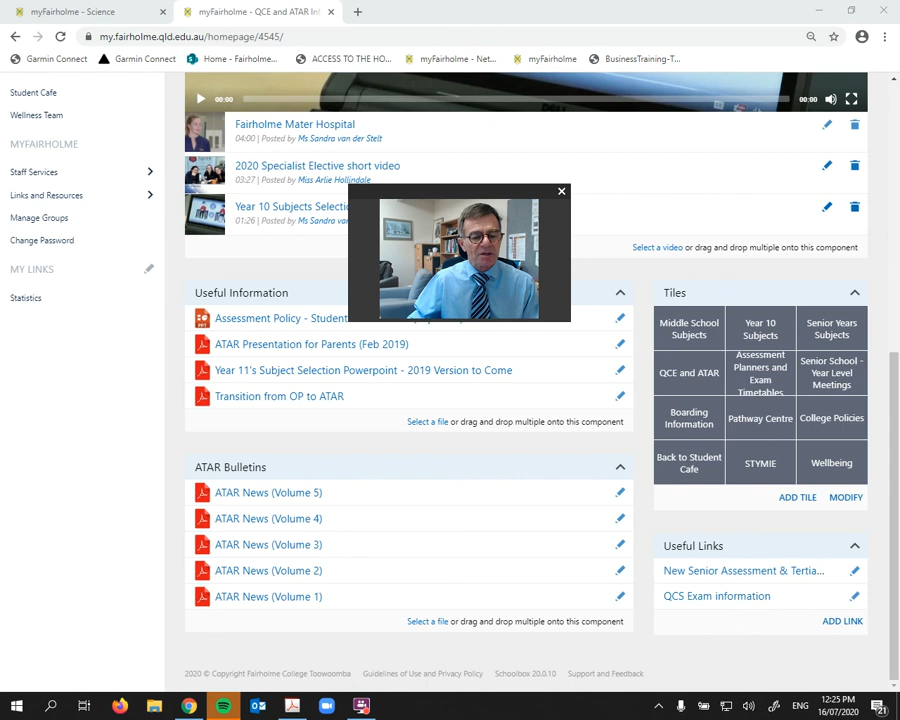 myFairholme - Science
myFairholme - QCE and ATAR Inf
my.fairholme.qld.edu.au/homepage/4545/
Garmin Connect
Garmin Connect
Home - Fairholme...
ACCESS TO THE HO...
myFairholme - Net...
myFairholme
BusinessTraining-T...
Student Cafe
Wellness Team
MYFAIRHOLME
Staff Services
Links and Resources
Manage Groups
Change Password
MY LINKS
Statistics
00:00
00:00
Fairholme Mater Hospital
04:00 | Posted by Ms Sandra van der Stelt
2020 Specialist Elective short video
03:27 | Posted by Miss Arlie Hollindale
Year 10 Subjects Selectio
01:26 | Posted by Ms Sandra van
Select a video or drag and drop multiple onto this component
Useful Information
Assessment Policy - Student
ATAR Presentation for Parents (Feb 2019)
Year 11's Subject Selection Powerpoint - 2019 Version to Come
Transition from OP to ATAR
Select a file or drag and drop multiple onto this component
ATAR Bulletins
ATAR News (Volume 5)
ATAR News (Volume 4)
ATAR News (Volume 3)
ATAR News (Volume 2)
ATAR News (Volume 1)
Select a file or drag and drop multiple onto this component
Tiles
Middle School
Subjects
Year 10
Subjects
Senior Years
Subjects
QCE and ATAR
Assessment
Planners and
Exam
Timetables
Senior School -
Year Level
Meetings
Boarding
Information
Pathway Centre
College Policies
Back to Student
Cafe
STYMIE
Wellbeing
ADD TILE
MODIFY
Useful Links
New Senior Assessment & Tertia...
QCS Exam information
ADD LINK
2020 © Copyright Fairholme College Toowoomba
Guidelines of Use and Privacy Policy
Schoolbox 20.0.10
Support and Feedback
ENG
12:25 PM
16/07/2020
21